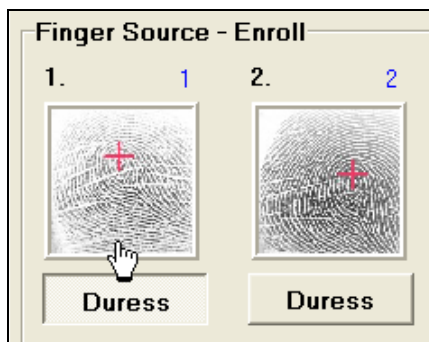 Finger Source - Enroll
1. 1 2. 2
Duress Duress